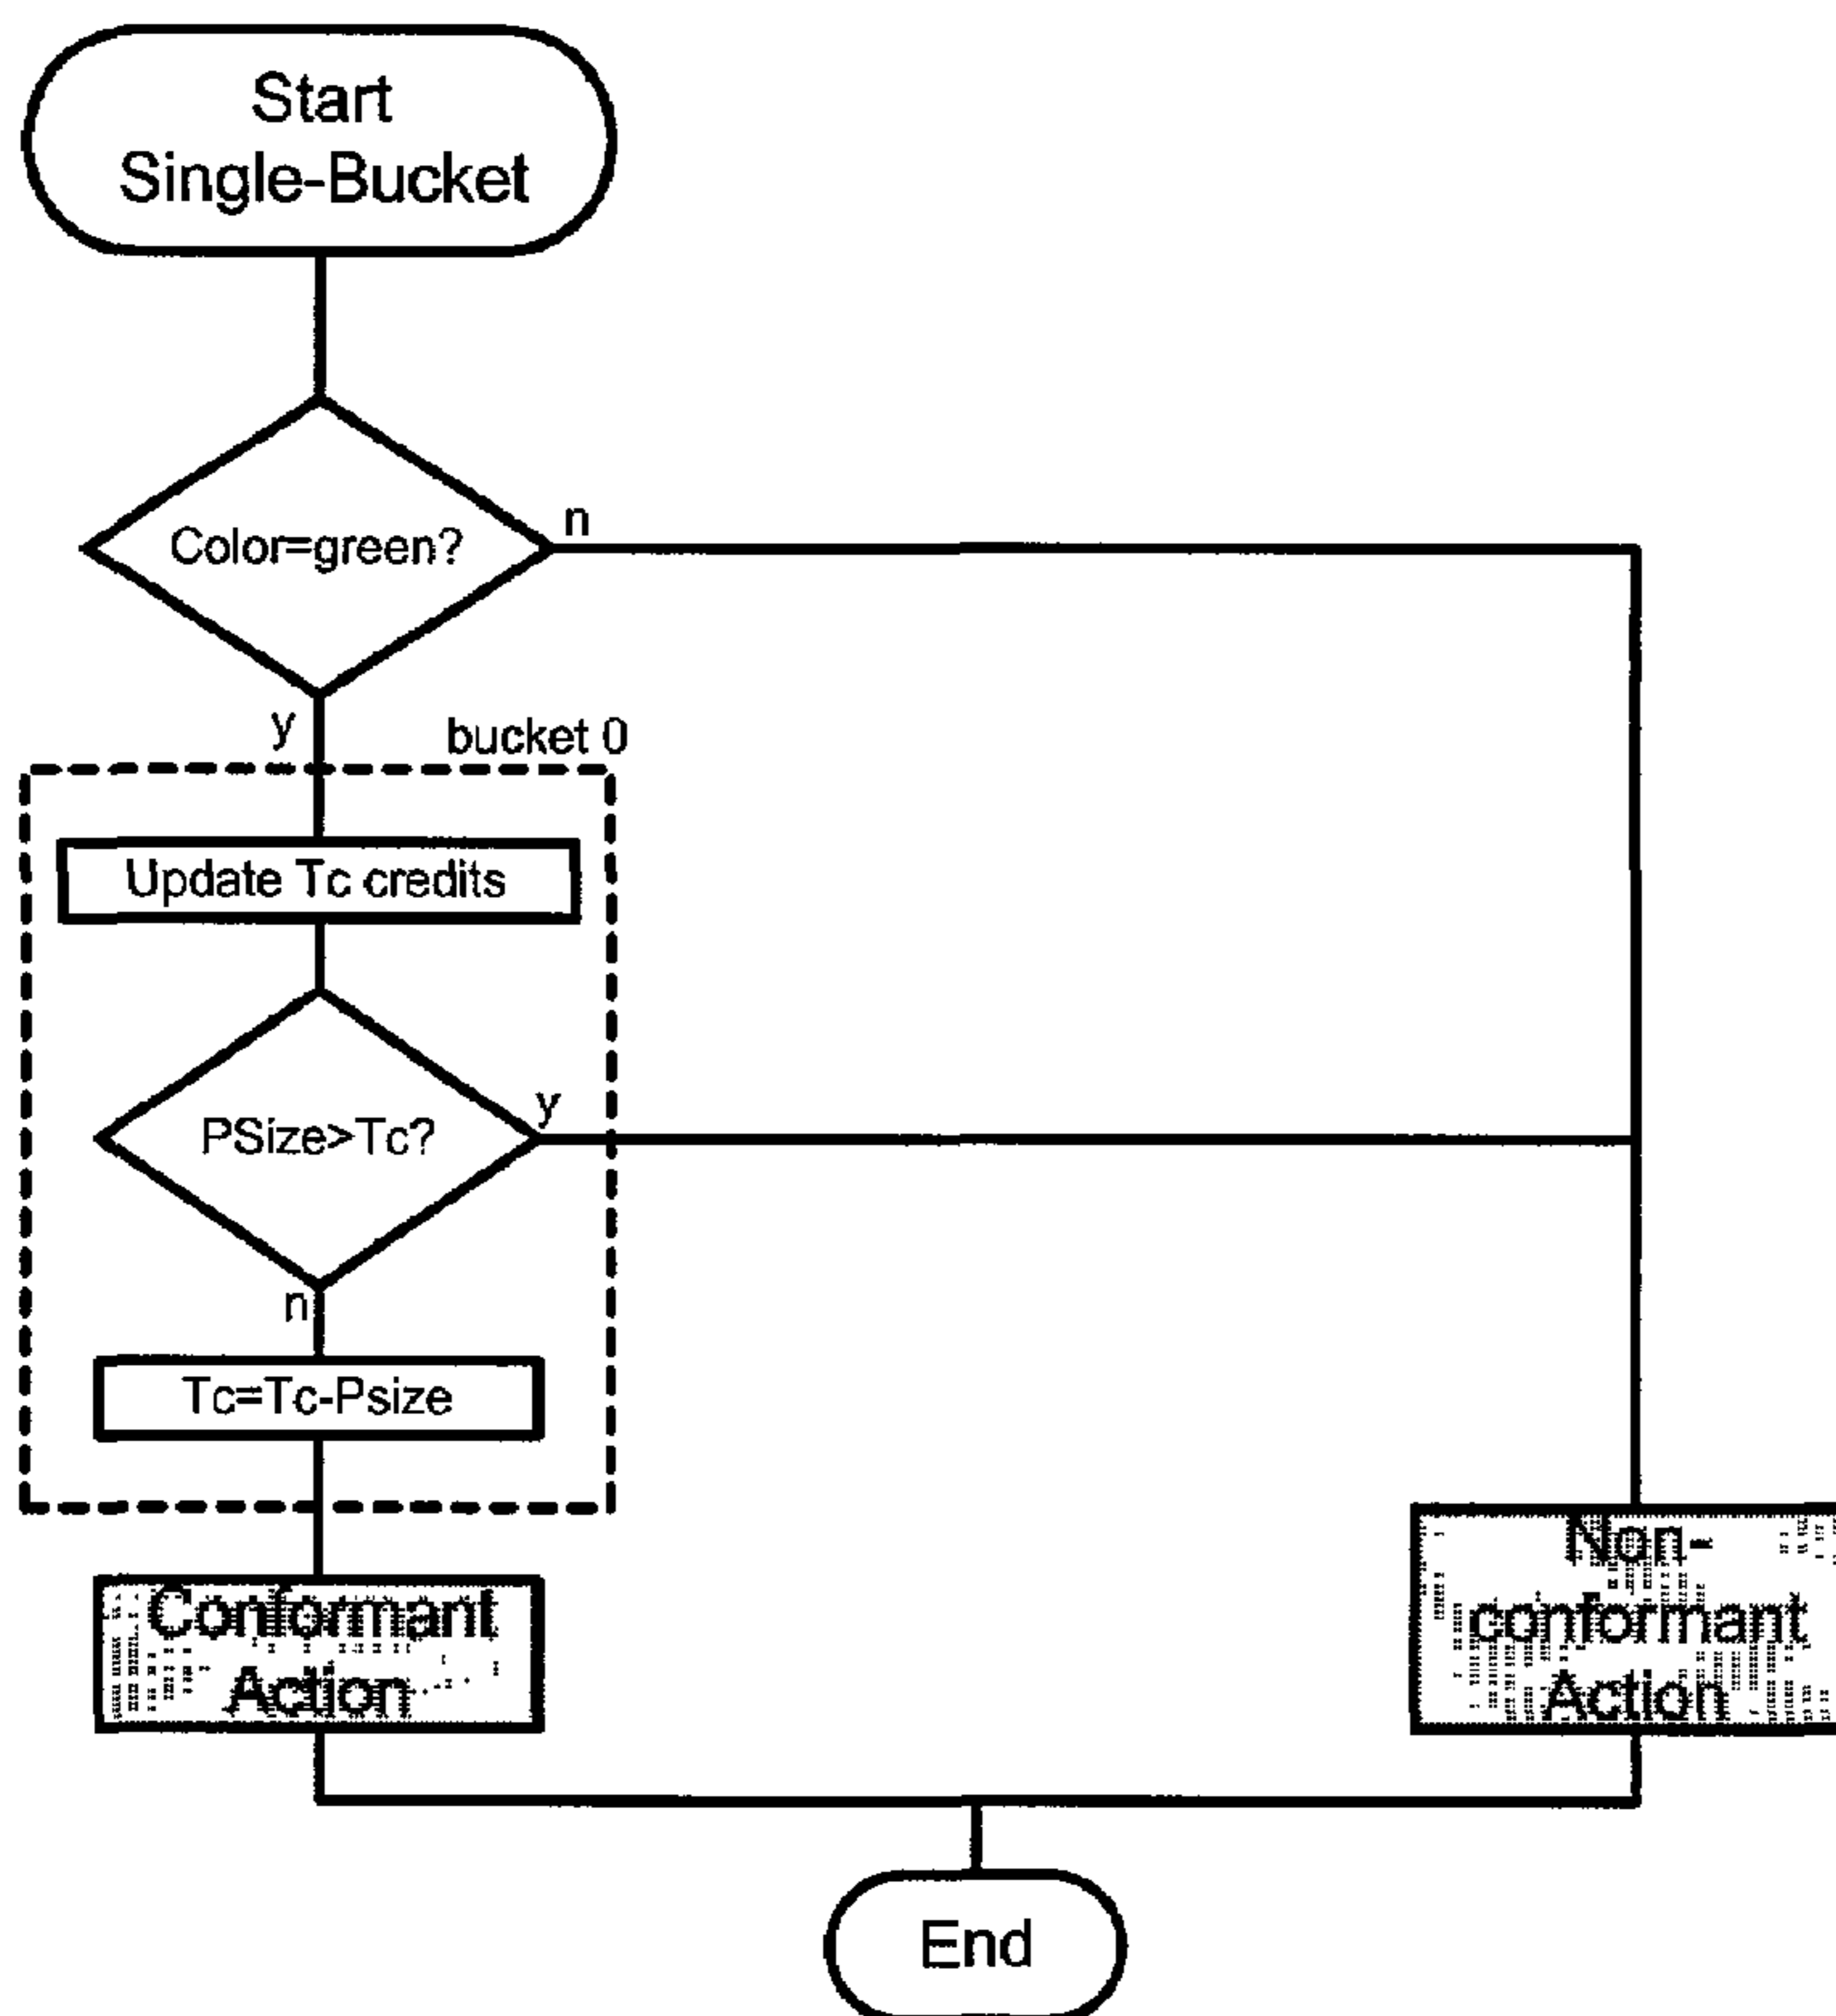 Start
Single-Bucket
Color=green?
n
y
bucket 0
Update Tc credits
PSize>Tc?
y
n
Tc=Tc-Psize
Conformant
Action
Non-
conformant
Action
End